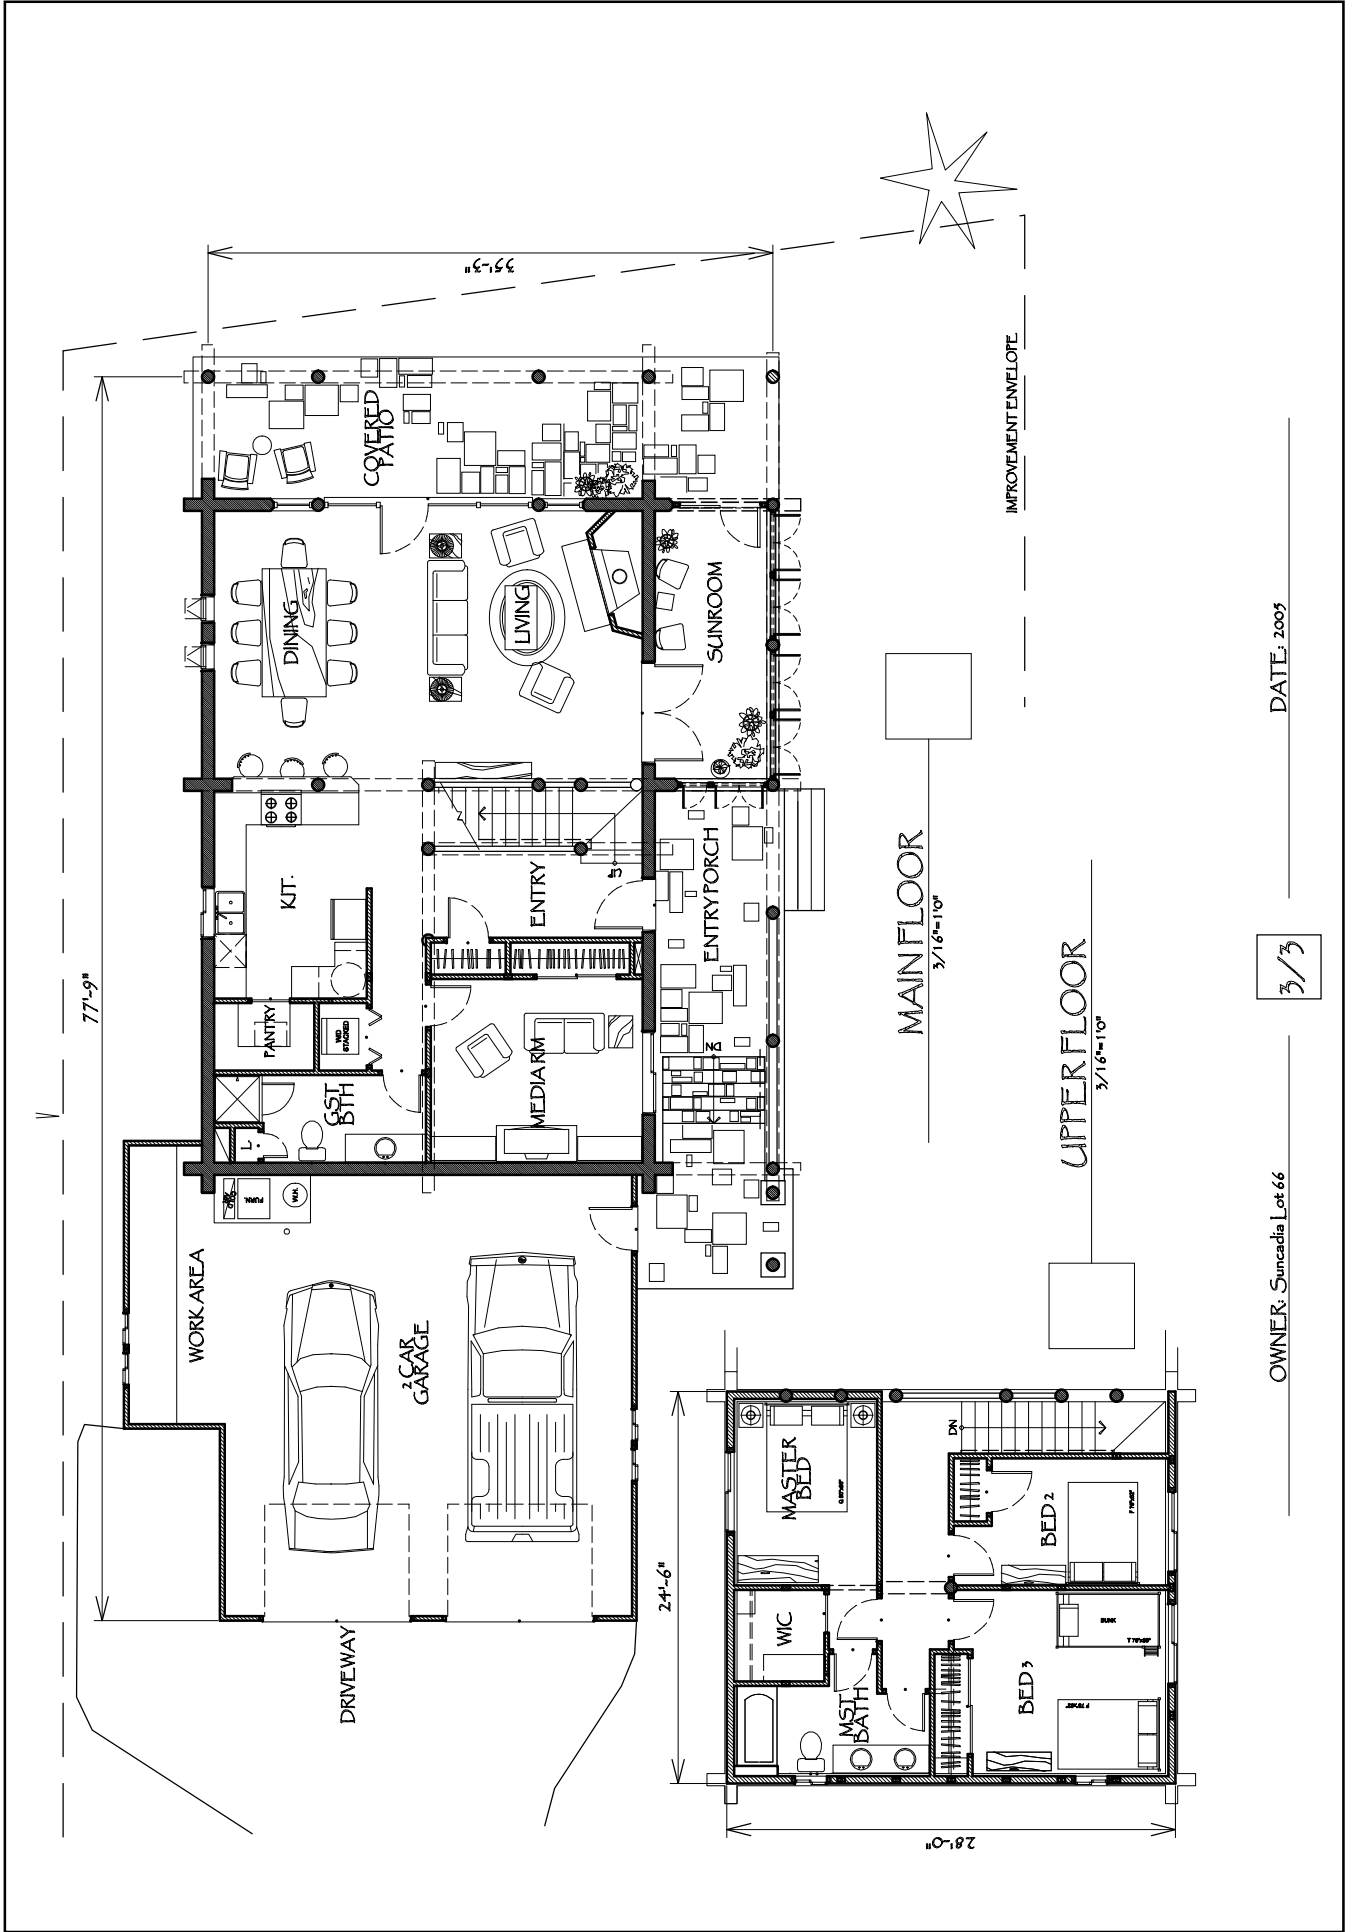 77'-9"
35'-3"
COVERED
PATIO
DINING
LIVING
SUNROOM
KIT.
ENTRY
ENTRY PORCH
PANTRY
W/D
STACKED
GST
BTH
L
MEDIA RM
DN
FURN.
W.H.
WORK AREA
2 CAR
GARAGE
DRIVEWAY
IMPROVEMENT ENVELOPE
MAIN FLOOR
3/16"=1'0"
UPPER FLOOR
3/16"=1'0"
24'-6"
28'-0"
MASTER
BED
DN
WIC
MST
BATH
BED 2
BED 3
BUNK
OWNER: Suncadia Lot 66
3/3
DATE: 2005